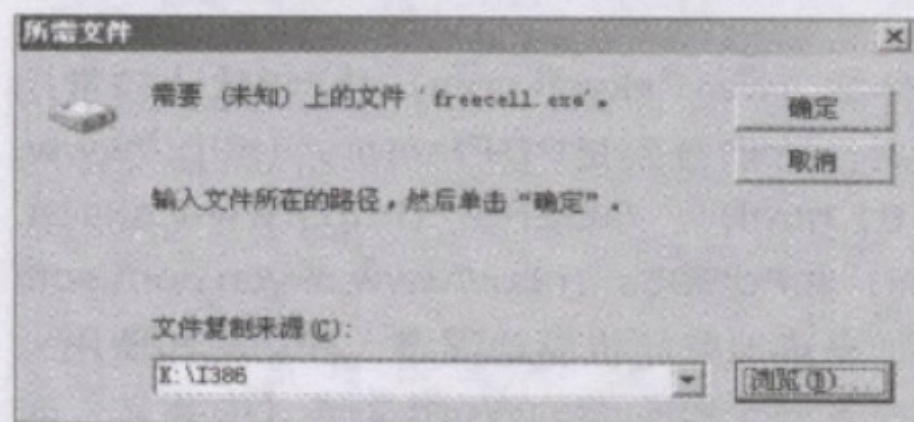 所需文件
需要 (未知) 上的文件 'freecell.exe'。
确定
取消
输入文件所在的路径，然后单击“确定”。
文件复制来源(C):
K:\I386
浏览(B)...